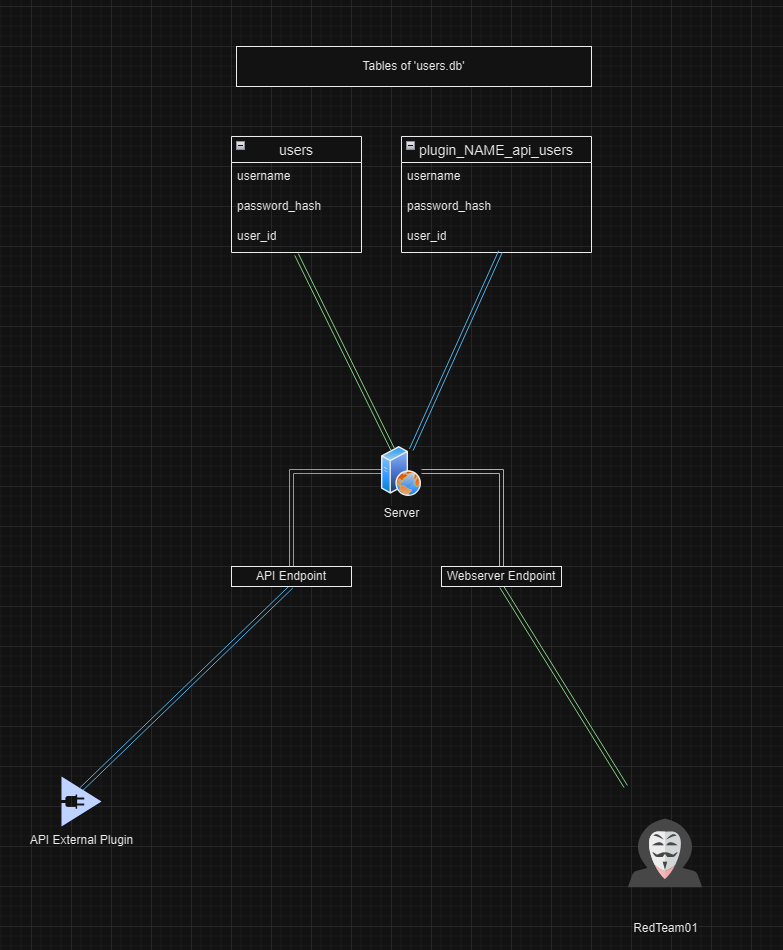 Tables of 'users.db'
users
username
password_hash
user_id
plugin_NAME_api_users
username
password_hash
user_id
Server
API Endpoint
Webserver Endpoint
API External Plugin
RedTeam01